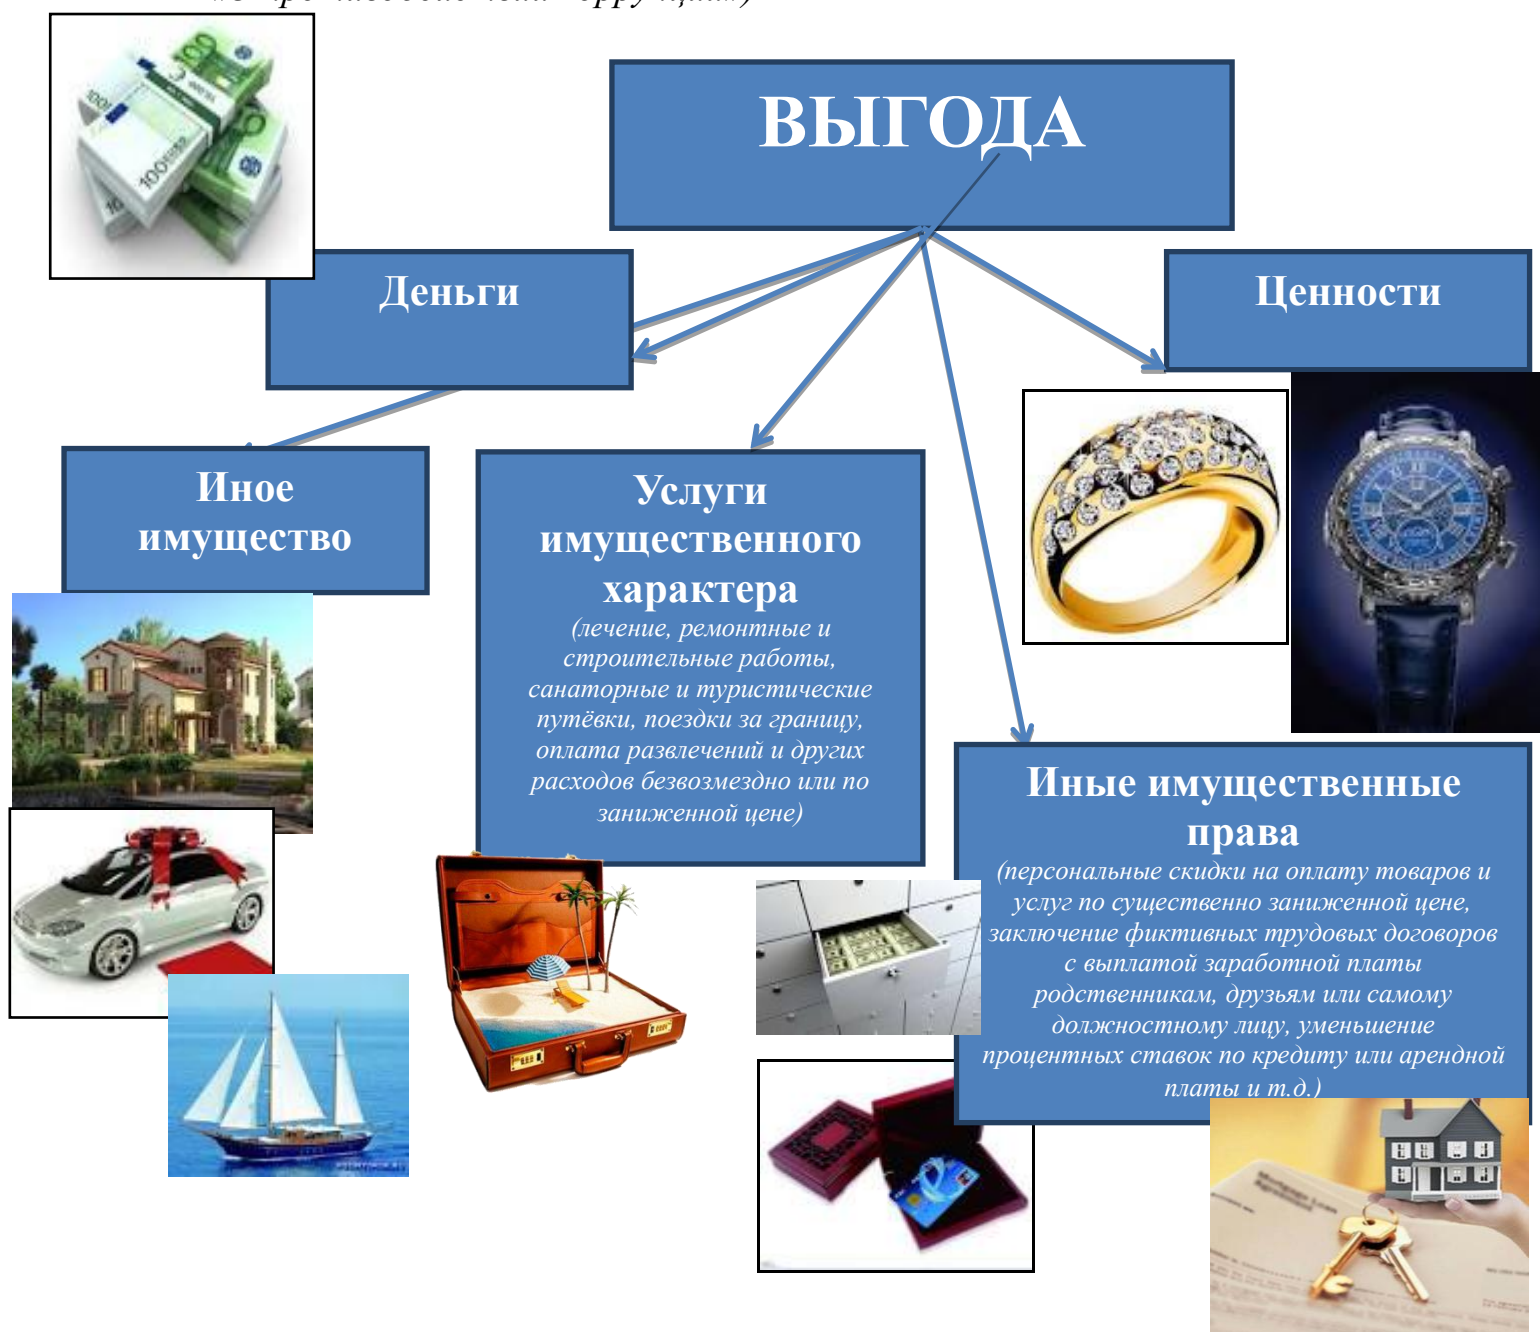 ВЫГОДА
Деньги
Ценности
Иное
имущество
Услуги
имущественного
характера
(лечение, ремонтные и
строительные работы,
санаторные и туристические
путёвки, поездки за границу,
оплата развлечений и других
расходов безвозмездно или по
заниженной цене)
Иные имущественные
права
(персональные скидки на оплату товаров и
услуг по существенно заниженной цене,
заключение фиктивных трудовых договоров
с выплатой заработной платы
родственникам, друзьям или самому
должностному лицу, уменьшение
процентных ставок по кредиту или арендной
платы и т.д.)
Mortgage Loan
Agreement